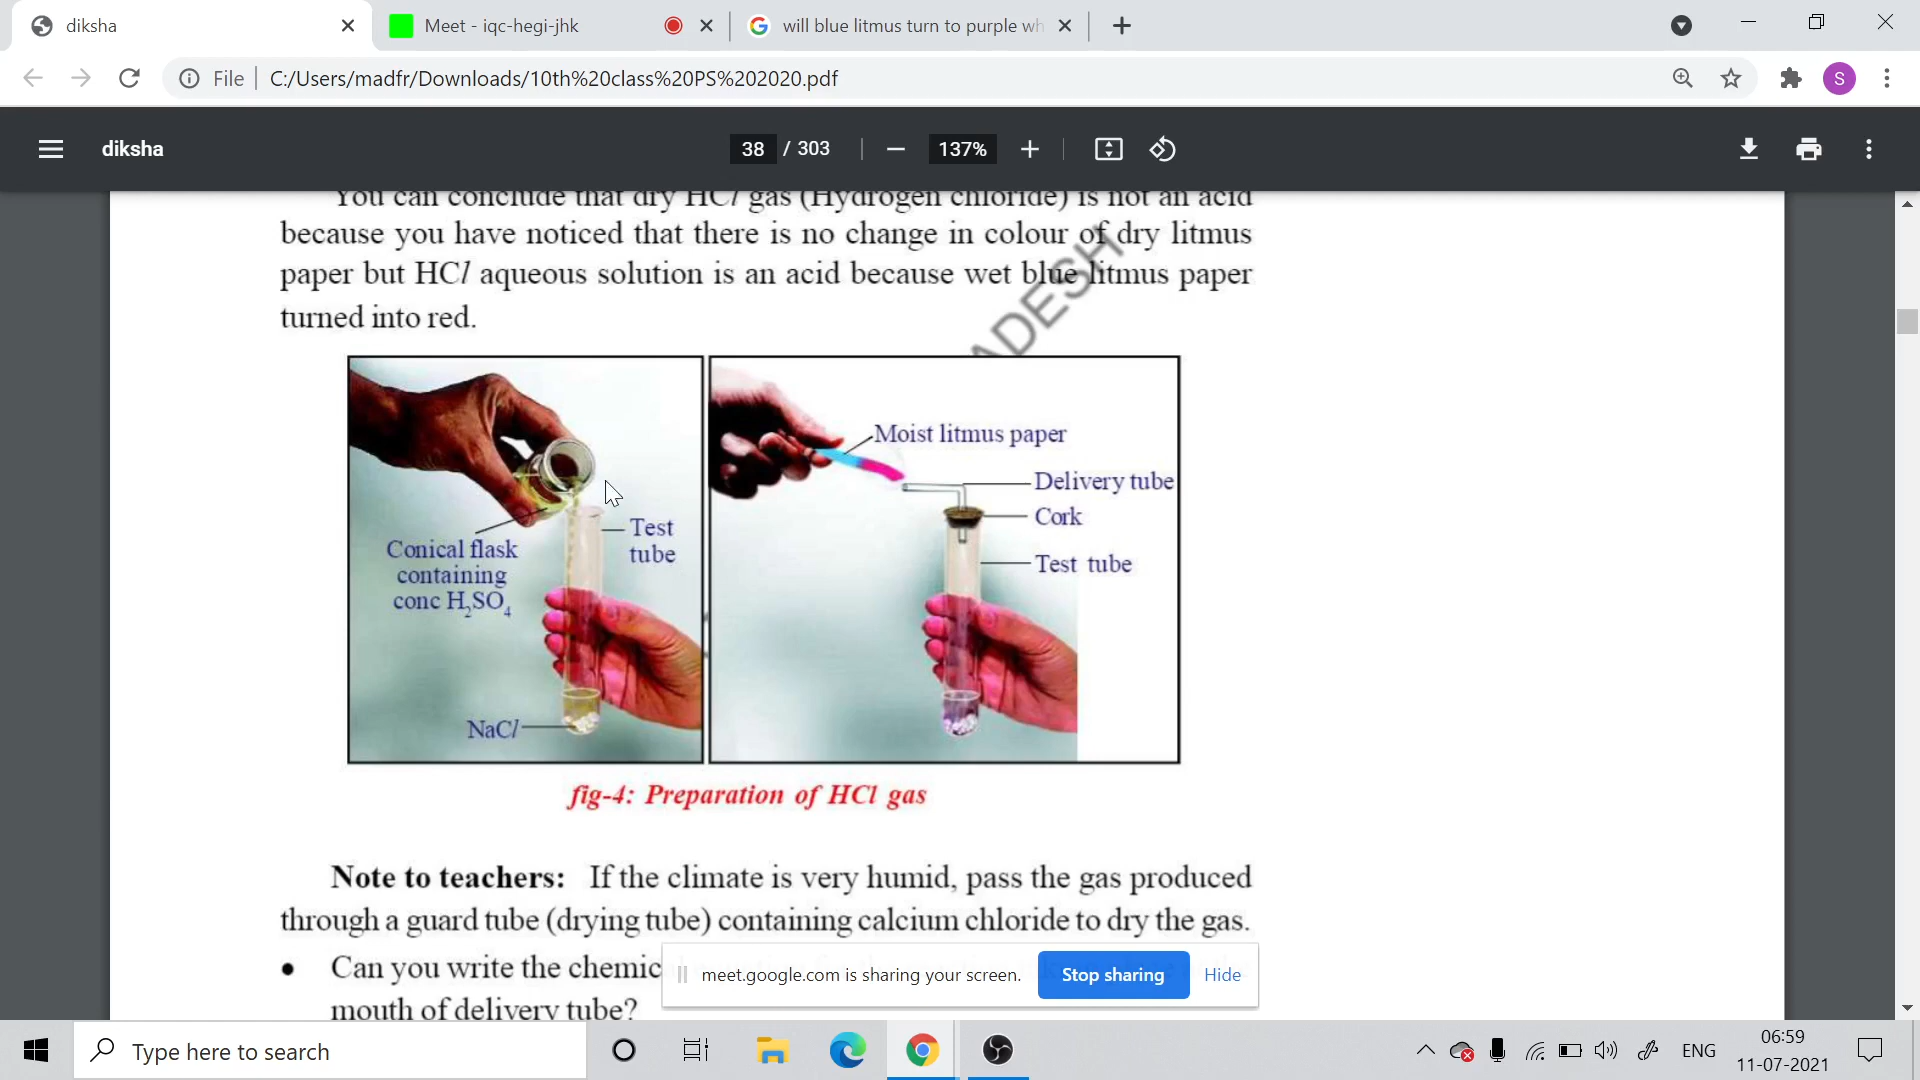 diksha
Meet - iqc-hegi-jhk
will blue litmus turn to purple wh
File
C:/Users/madfr/Downloads/10th%20class%20PS%202020.pdf
S
diksha
38 / 303
137%
You can conclude that dry HCl gas (Hydrogen chloride) is not an acid
because you have noticed that there is no change in colour of dry litmus
paper but HCl aqueous solution is an acid because wet blue litmus paper
turned into red.
ADESH
Moist litmus paper
Delivery tube
Cork
Test tube
Test
tube
Conical flask
containing
conc H₂SO₄
NaCl
fig-4: Preparation of HCl gas
Note to teachers: If the climate is very humid, pass the gas produced
through a guard tube (drying tube) containing calcium chloride to dry the gas.
• Can you write the
mouth of delivery tube?
meet.google.com is sharing your screen.
Stop sharing
Hide
Type here to search
ENG
06:59
11-07-2021